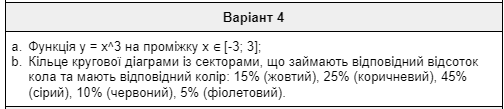 Варіант 4
a. Функція y = x^3 на проміжку x ∈ [-3; 3];
b. Кільце кругової діаграми із секторами, що займають відповідний відсоток
кола та мають відповідний колір: 15% (жовтий), 25% (коричневий), 45%
(сірий), 10% (червоний), 5% (фіолетовий).